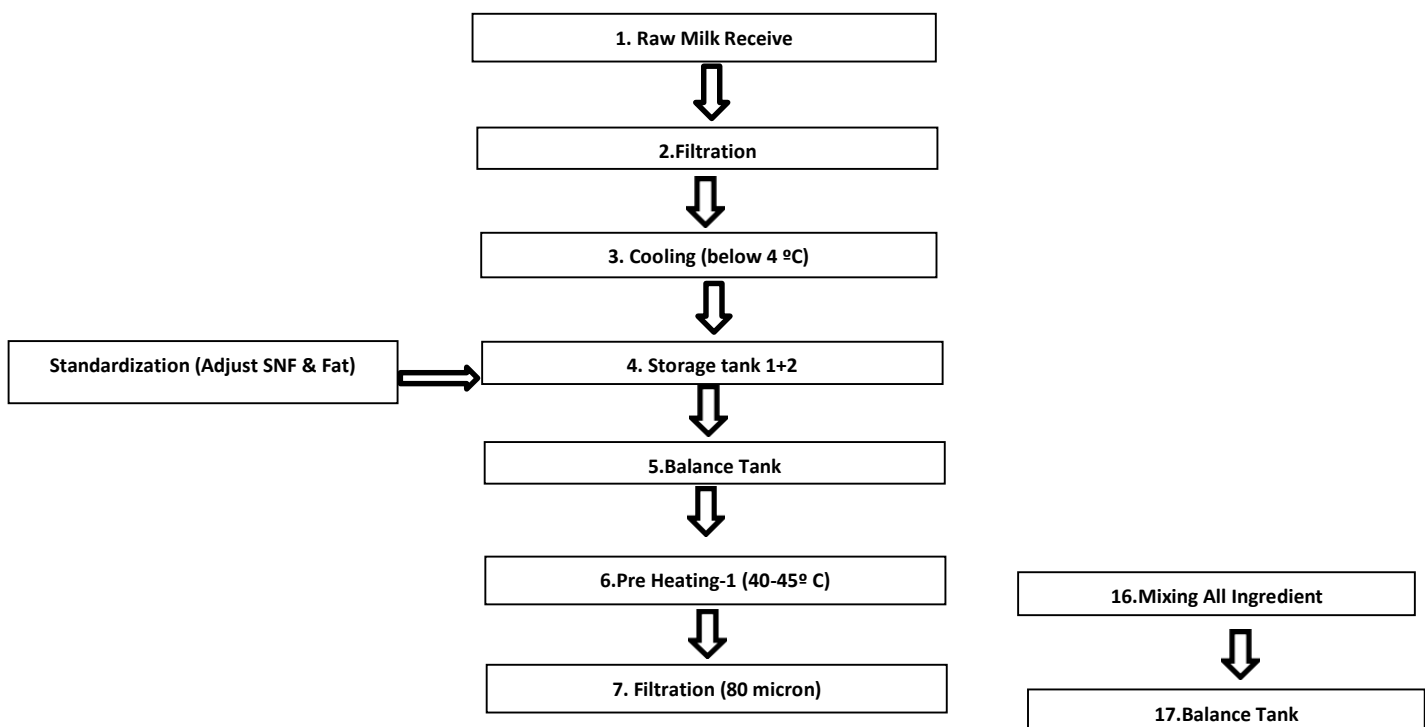 1. Raw Milk Receive
2.Filtration
3. Cooling (below 4 ºC)
Standardization (Adjust SNF & Fat)
4. Storage tank 1+2
5.Balance Tank
6.Pre Heating-1 (40-45º C)
16.Mixing All Ingredient
7. Filtration (80 micron)
17.Balance Tank